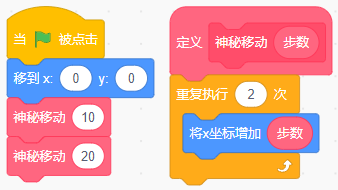 当 被点击
移到 x: 0 y: 0
神秘移动 10
神秘移动 20
定义 神秘移动 步数
重复执行 2 次
将x坐标增加 步数